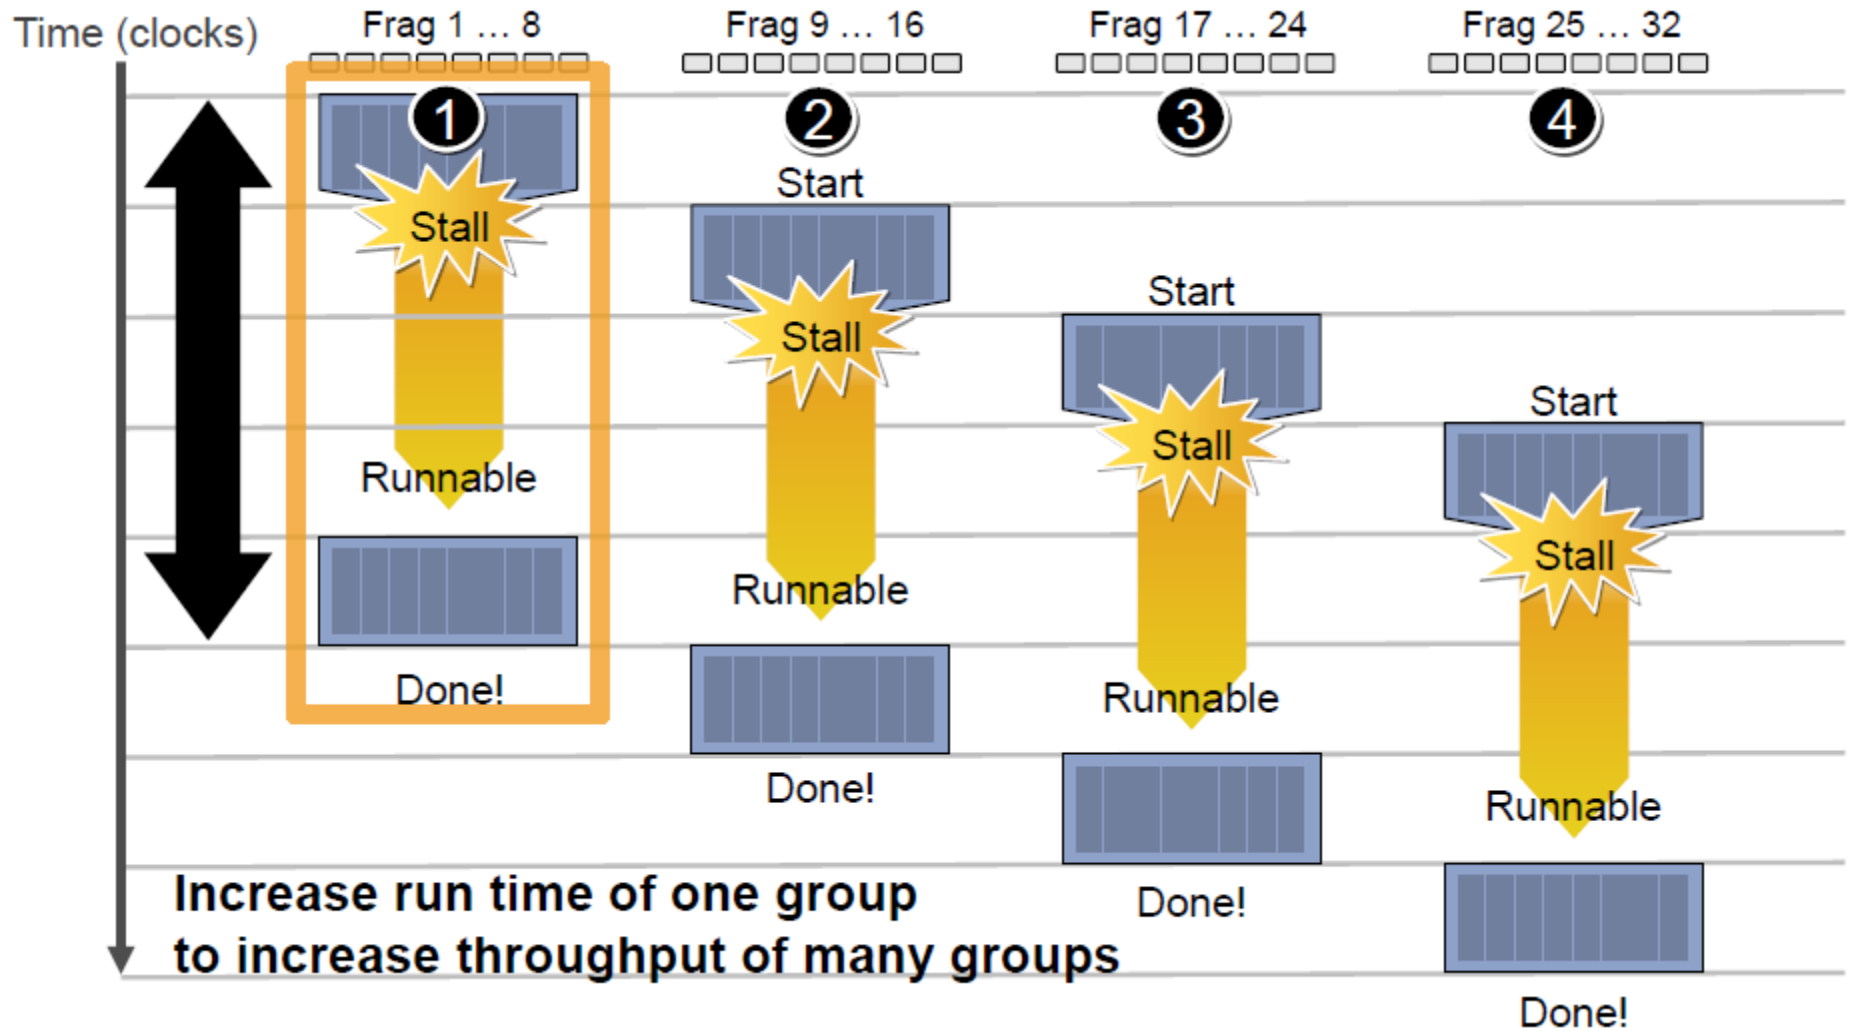 Time (clocks)
Frag 1 … 8
Frag 9 … 16
Frag 17 … 24
Frag 25 … 32
1
2
3
4
Start
Stall
Start
Stall
Start
Stall
Runnable
Stall
Runnable
Done!
Runnable
Done!
Runnable
Increase run time of one group
Done!
to increase throughput of many groups
Done!